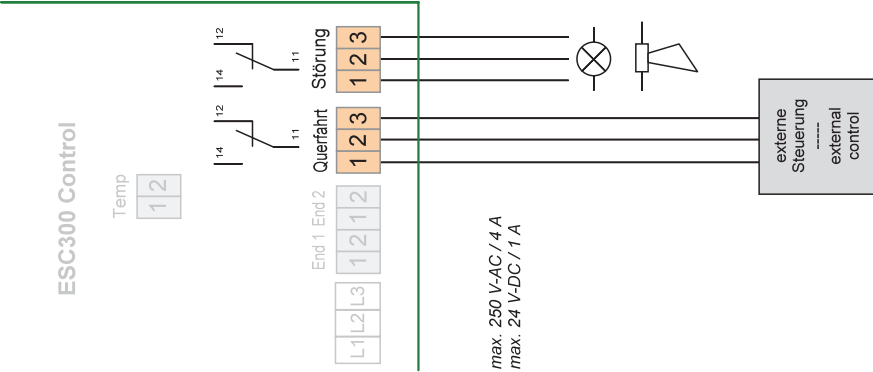 ESC300 Control
Temp
1 2
12
14
11
Störung
1 2 3
12
14
11
Querfahrt
1 2 3
End 1 End 2
1 2 1 2
L1 L2 L3
max. 250 V-AC / 4 A
max. 24 V-DC / 1 A
externe
Steuerung
-----
external
control